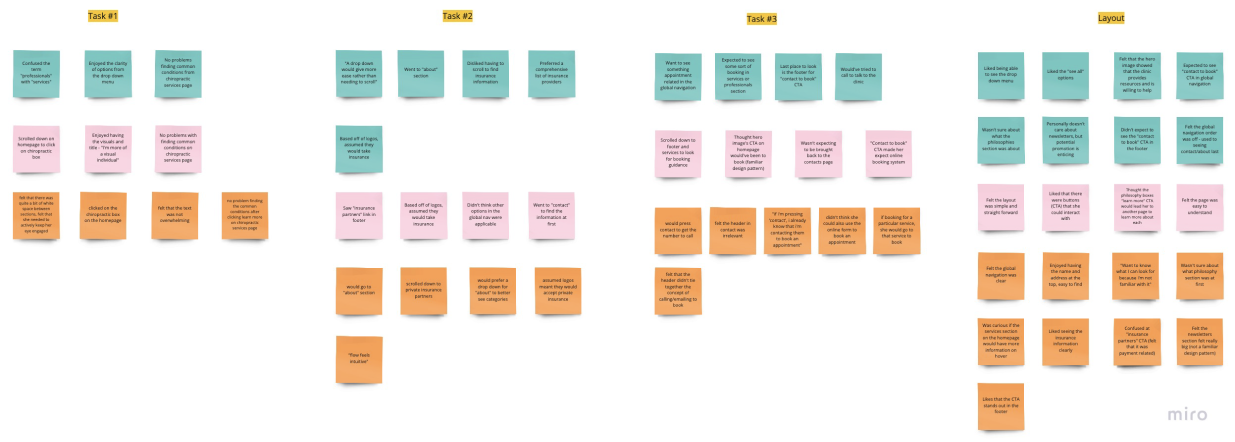 Task #1
Confused the
term
"professionals"
with "services"
Enjoyed the clarity
of options from
the drop down
menu
No problems
finding common
conditions from
chiropractic
services page
Scrolled down on
homepage to click
on chiropractic
box
Enjoyed having
the visuals and
title - "I'm more of
a visual
individual"
No problems with
finding common
conditions on
chiropractic
services page
felt that there was
quite a bit of white
space between
sections, felt that
she needed to
actively keep her
eye engaged
clicked on the
chiropractic box
on the homepage
felt that the text
was not
overwhelming
no problem finding
the common
conditions after
clicking learn more
on chiropractic
services page
Task #2
"A drop down
would give more
ease rather than
needing to scroll"
Went to "about"
section
Disliked having to
scroll to find
insurance
information
Preferred a
comprehensive
list of insurance
providers
Based off of logos,
assumed they
would take
insurance
Saw "insurance
partners" link in
footer
Based off of logos,
assumed they
would take
insurance
Didn't think other
options in the
global nav were
applicable
Went to "contact"
to find the
information at
first
would go to
"about" section
scrolled down to
private insurance
partners
would prefer a
drop down for
"about" to better
see categories
assumed logos
meant they would
accept private
insurance
"Flow feels
intuitive"
Task #3
Want to see
something
appointment
related in the
global navigation
Expected to see
some sort of
booking in
services or
professionals
section
Last place to look
is the footer for
"contact to book"
CTA
Would've need to
call to talk to the
clinic
Scrolled down to
footer and
services to look
for booking
guidance
Thought hero
image's CTA on
homepage
would've been to
book (familiar
design pattern)
Wasn't expecting
to be brought
back to the
contacts page
"Contact to book"
CTA made her
expect online
booking system
would press
contact to get the
number to call
felt the header in
contact was
irrelevant
"if I'm pressing
'contact', I already
know that I'm
contacting them
to book an
appointment"
didn't think she
could also use the
online form to
book an
appointment
if booking for a
particular service,
she would go to
that service to
book
felt that the
header didn't tie
together the
concept of
calling/emailing to
book
Layout
Liked being able
to see the drop
down menu
Liked the "see all"
options
Felt that the hero
image showed that
the clinic
provides
resources and is
willing to help
Expected to see
"contact to book"
CTA in global
navigation
Wasn't sure about
what the
philosophies
section was about
Personally doesn't
care about
newsletters, but
potential
promotion is
enticing
Didn't expect to
see the "contact
to book" CTA in
the footer
Felt the global
navigation order
was off - used to
seeing
contact/about last
Felt the layout
was simple and
straight forward
Liked that there
were buttons
(CTA) that she
could interact
with
Thought the
philosophy boxes
"learn more" CTA
would lead her to
another page to
learn more about
each
Felt the page was
easy to
understand
Felt the global
navigation was
clear
Enjoyed having
the name and
address at the
top, easy to find
"Want to know
what I can look for
because I'm not
familiar with it"
Wasn't sure about
what philosophy
section was at
first
Was curious if the
services section
on the homepage
would have more
information on
hover
Liked seeing the
insurance
information
clearly
Confused at
"insurance
partners" CTA (felt
that it was
payment related)
Felt the
newsletters
section felt really
big (not a familiar
design pattern)
Likes that the CTA
stands out in the
footer
miro